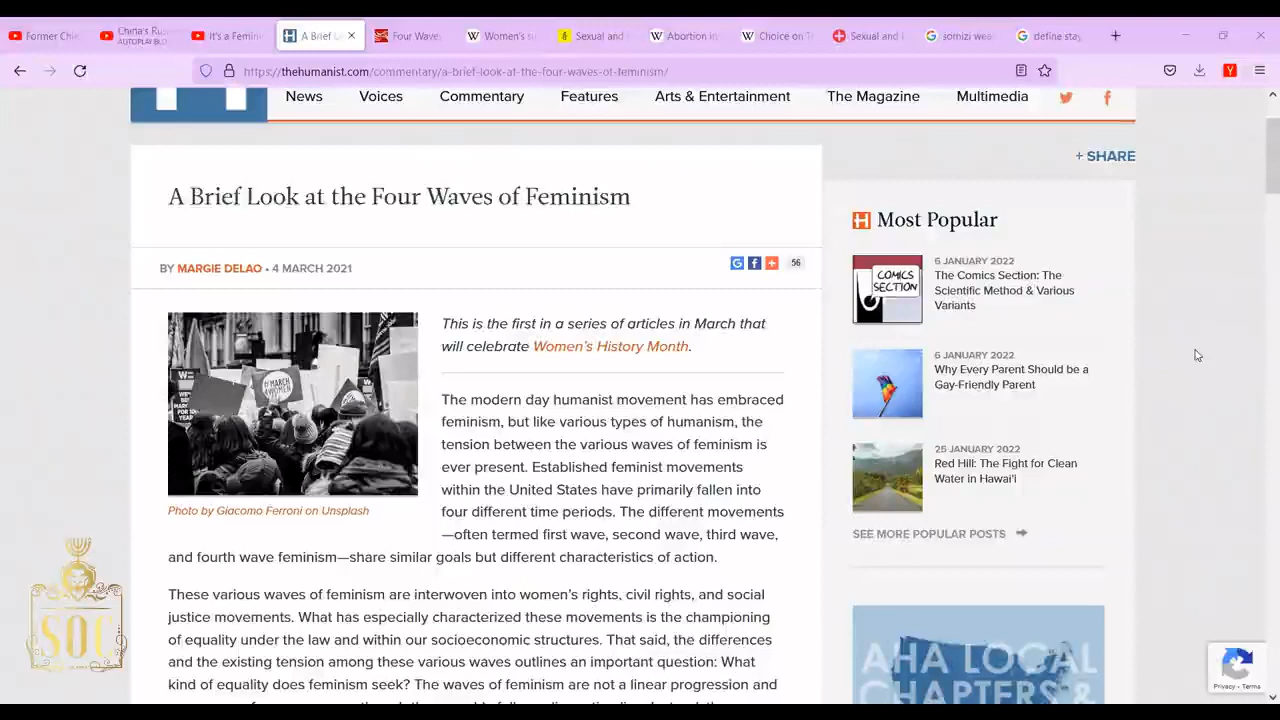 Former Chie
China's Rus
AUTOPLAY BLO
It's a Femin
A Brief L
Four Wave
Women's su
Sexual and
Abortion in
Choice on T
Sexual and
somizi wea
define stay
https://thehumanist.com/commentary/a-brief-look-at-the-four-waves-of-feminism/
News
Voices
Commentary
Features
Arts & Entertainment
The Magazine
Multimedia
+ SHARE
A Brief Look at the Four Waves of Feminism
BY MARGIE DELAO • 4 MARCH 2021
56
MARCH
WOMEN
Photo by Giacomo Ferroni on Unsplash
This is the first in a series of articles in March that
will celebrate Women's History Month.
The modern day humanist movement has embraced
feminism, but like various types of humanism, the
tension between the various waves of feminism is
ever present. Established feminist movements
within the United States have primarily fallen into
four different time periods. The different movements
—often termed first wave, second wave, third wave,
and fourth wave feminism—share similar goals but different characteristics of action.
These various waves of feminism are interwoven into women's rights, civil rights, and social
justice movements. What has especially characterized these movements is the championing
of equality under the law and within our socioeconomic structures. That said, the differences
and the existing tension among these various waves outlines an important question: What
kind of equality does feminism seek? The waves of feminism are not a linear progression and
Most Popular
COMICS
SECTION
6 JANUARY 2022
The Comics Section: The
Scientific Method & Various
Variants
6 JANUARY 2022
Why Every Parent Should be a
Gay-Friendly Parent
25 JANUARY 2022
Red Hill: The Fight for Clean
Water in Hawai'i
SEE MORE POPULAR POSTS
AHA LOCAL
CHAPTERS &
SOC
Privacy • Terms